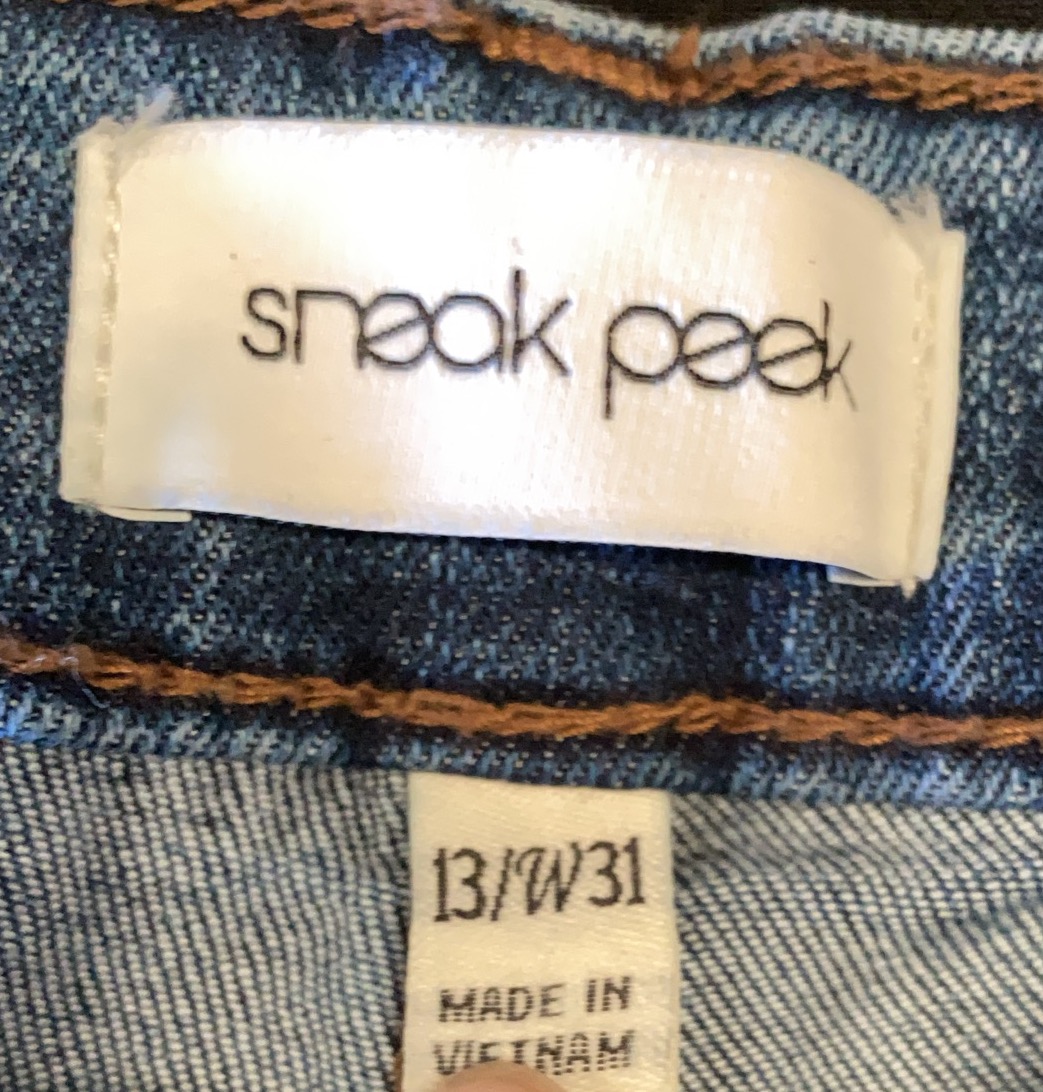 sneak peek
13/W31
MADE IN
VIETNAM